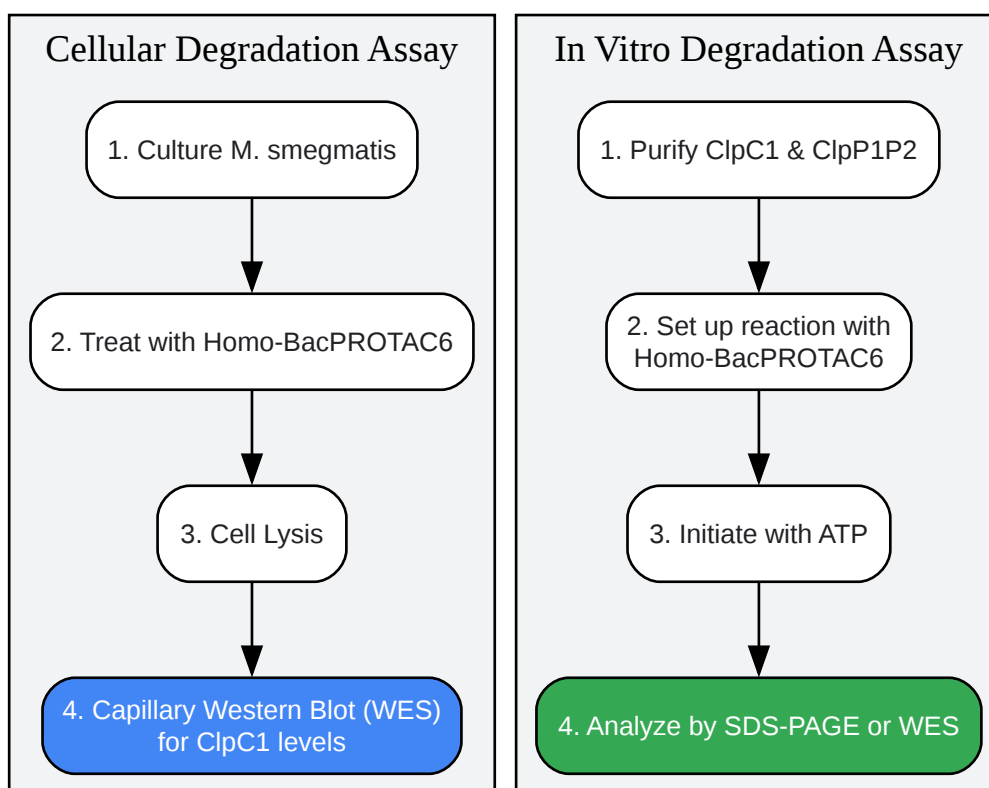 Cellular Degradation Assay
1. Culture M. smegmatis
2. Treat with Homo-BacPROTAC6
3. Cell Lysis
4. Capillary Western Blot (WES)
for ClpC1 levels
In Vitro Degradation Assay
1. Purify ClpC1 & ClpP1P2
2. Set up reaction with
Homo-BacPROTAC6
3. Initiate with ATP
4. Analyze by SDS-PAGE or WES